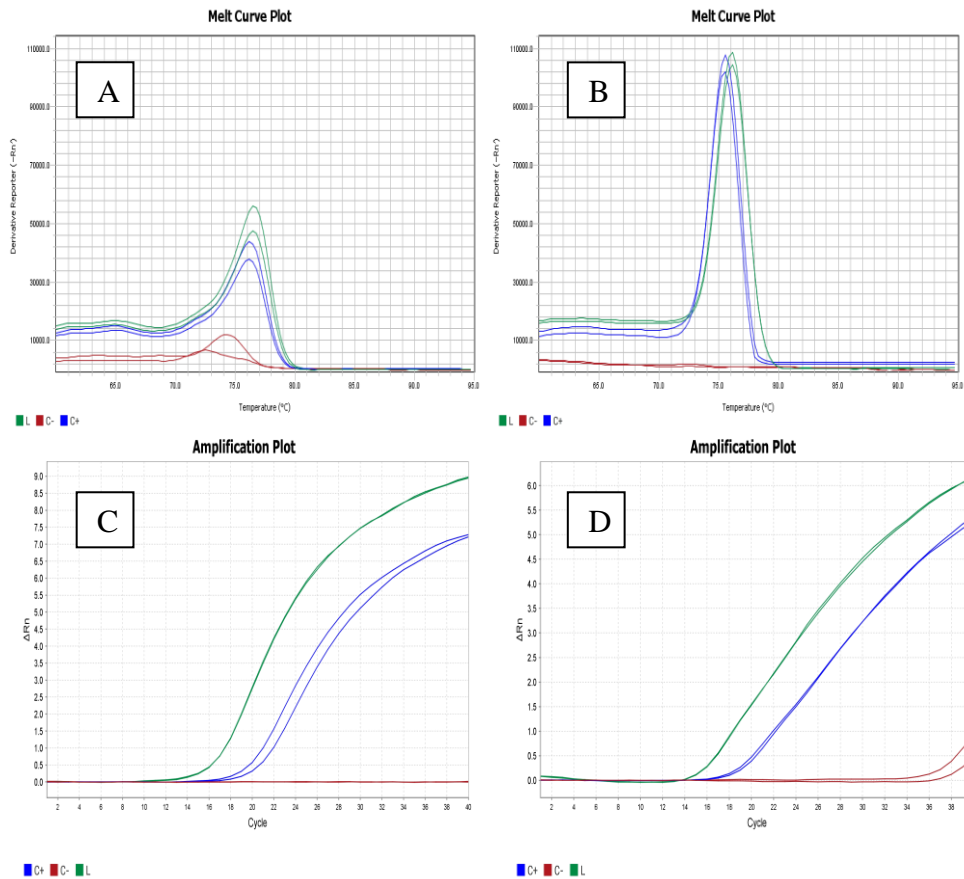 Melt Curve Plot
A
Derivative Reporter (-Rn')
110000.0
90000.0
70000.0
50000.0
30000.0
10000.0
65.0 70.0 75.0 80.0 85.0 90.0 95.0
Temperature (°C)
L C- C+
Melt Curve Plot
B
Derivative Reporter (-Rn')
110000.0
90000.0
70000.0
50000.0
30000.0
10000.0
65.0 70.0 75.0 80.0 85.0 90.0 95.0
Temperature (°C)
L C- C+
Amplification Plot
C
ΔRn
9.0
8.5
8.0
7.5
7.0
6.5
6.0
5.5
5.0
4.5
4.0
3.5
3.0
2.5
2.0
1.5
1.0
0.5
0.0
2 4 6 8 10 12 14 16 18 20 22 24 26 28 30 32 34 36 38 40
Cycle
C+ C- L
Amplification Plot
D
ΔRn
6.0
5.5
5.0
4.5
4.0
3.5
3.0
2.5
2.0
1.5
1.0
0.5
0.0
2 4 6 8 10 12 14 16 18 20 22 24 26 28 30 32 34 36 38
Cycle
C+ C- L